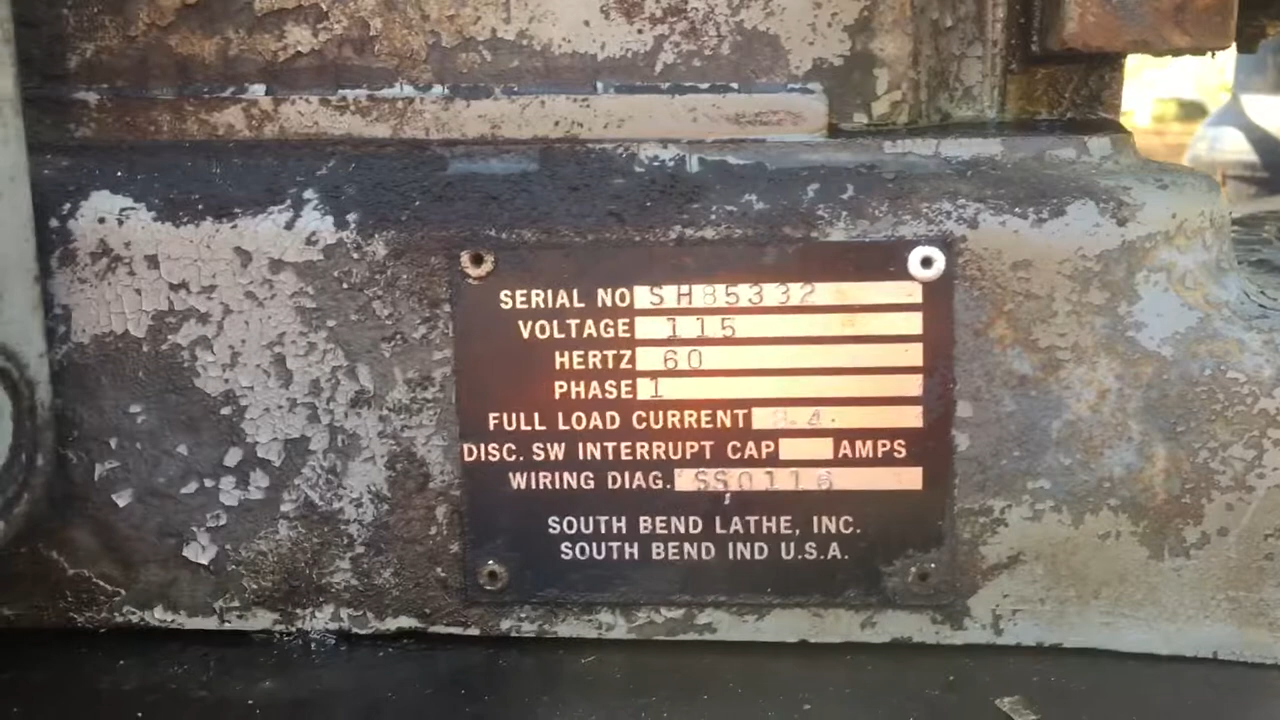 SERIAL NO SH85332
VOLTAGE 115
HERTZ 60
PHASE 1
FULL LOAD CURRENT
DISC. SW INTERRUPT CAP AMPS
WIRING DIAG. SS0116
SOUTH BEND LATHE, INC.
SOUTH BEND IND U.S.A.